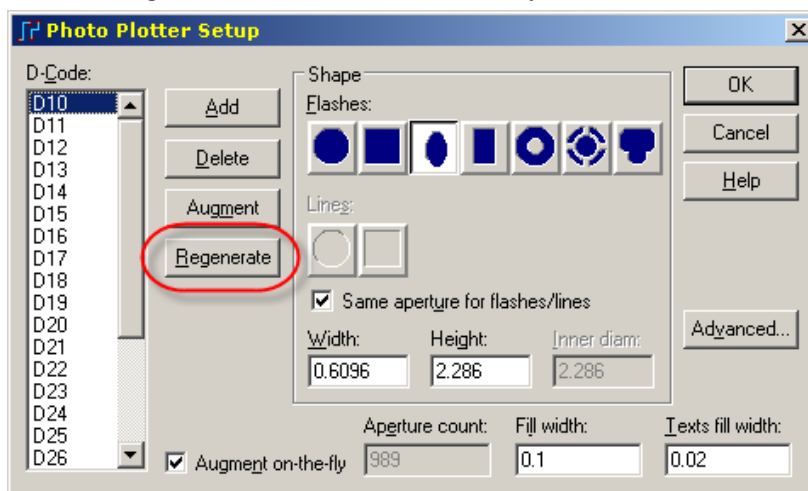 Photo Plotter Setup
D-Code:
D10
D11
D12
D13
D14
D15
D16
D17
D18
D19
D20
D21
D22
D23
D24
D25
D26
Add
Delete
Augment
Regenerate
Shape
Flashes:
Lines:
Same aperture for flashes/lines
Width: Height: Inner diam:
0.6096 2.286 2.286
OK
Cancel
Help
Advanced...
Augment on-the-fly
Aperture count: Fill width: Texts fill width:
989 0.1 0.02